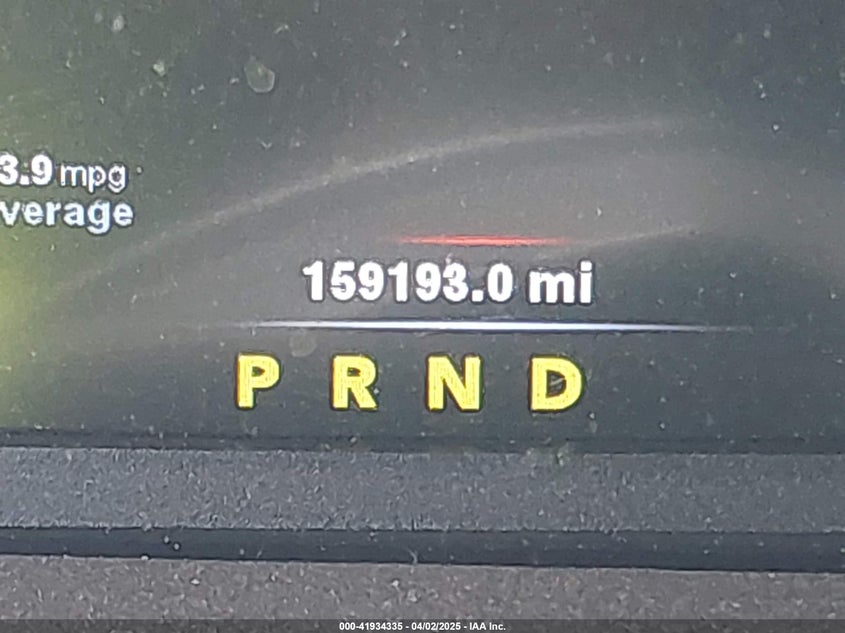 3.9 mpg
verage
159193.0 mi
P R N D
000-41934335 - 04/02/2025 - IAA Inc.